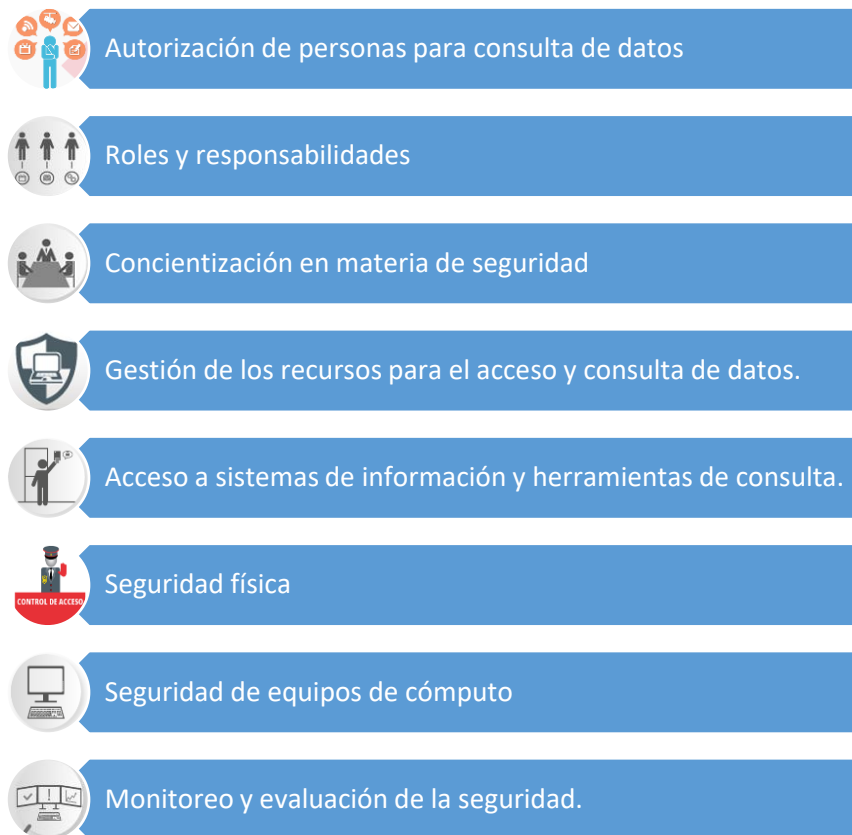 Autorización de personas para consulta de datos
Roles y responsabilidades
Concientización en materia de seguridad
Gestión de los recursos para el acceso y consulta de datos.
Acceso a sistemas de información y herramientas de consulta.
CONTROL DE ACCESO
Seguridad física
Seguridad de equipos de cómputo
Monitoreo y evaluación de la seguridad.